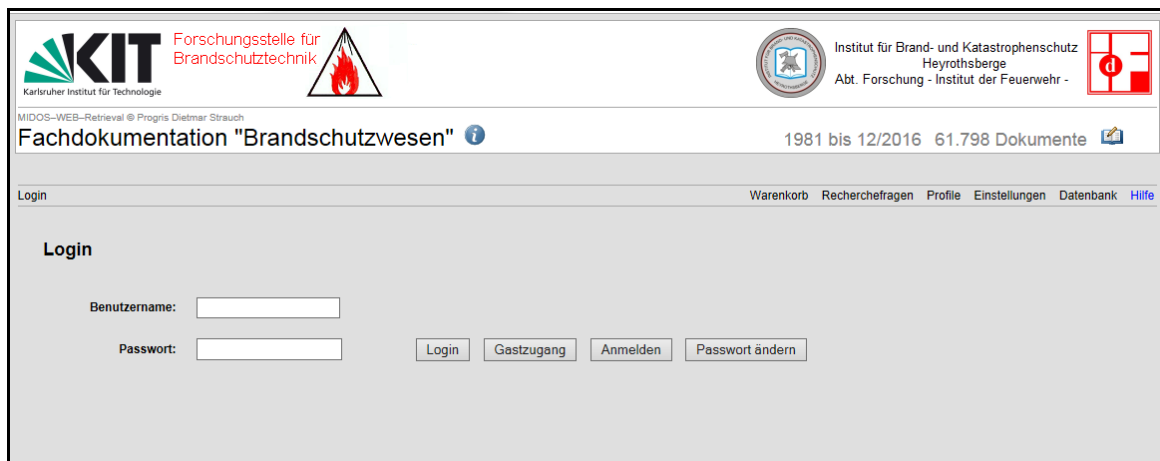 KIT
Karlsruher Institut für Technologie
Forschungsstelle für
Brandschutztechnik
Institut für Brand- und Katastrophenschutz
Heyrothsberge
Abt. Forschung - Institut der Feuerwehr -
d
MIDOS–WEB–Retrieval © Progris Dietmar Strauch
Fachdokumentation "Brandschutzwesen" i
1981 bis 12/2016 61.798 Dokumente
Login Warenkorb Recherchefragen Profile Einstellungen Datenbank Hilfe
Login
Benutzername:
Passwort: Login Gastzugang Anmelden Passwort ändern